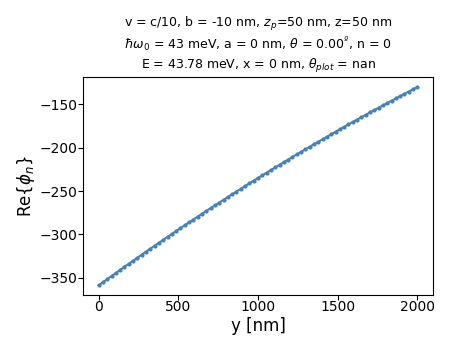 v = c/10, b = -10 nm, z_p=50 nm, z=50 nm
ħω₀ = 43 meV, a = 0 nm, θ = 0.00^g, n = 0
E = 43.78 meV, x = 0 nm, θ_plot = nan
Re{ϕ_n}
−150
−200
−250
−300
−350
0 500 1000 1500 2000
y [nm]